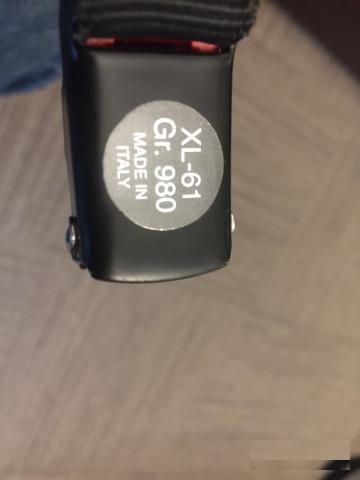 XL-61
Gr. 980
MADE IN
ITALY